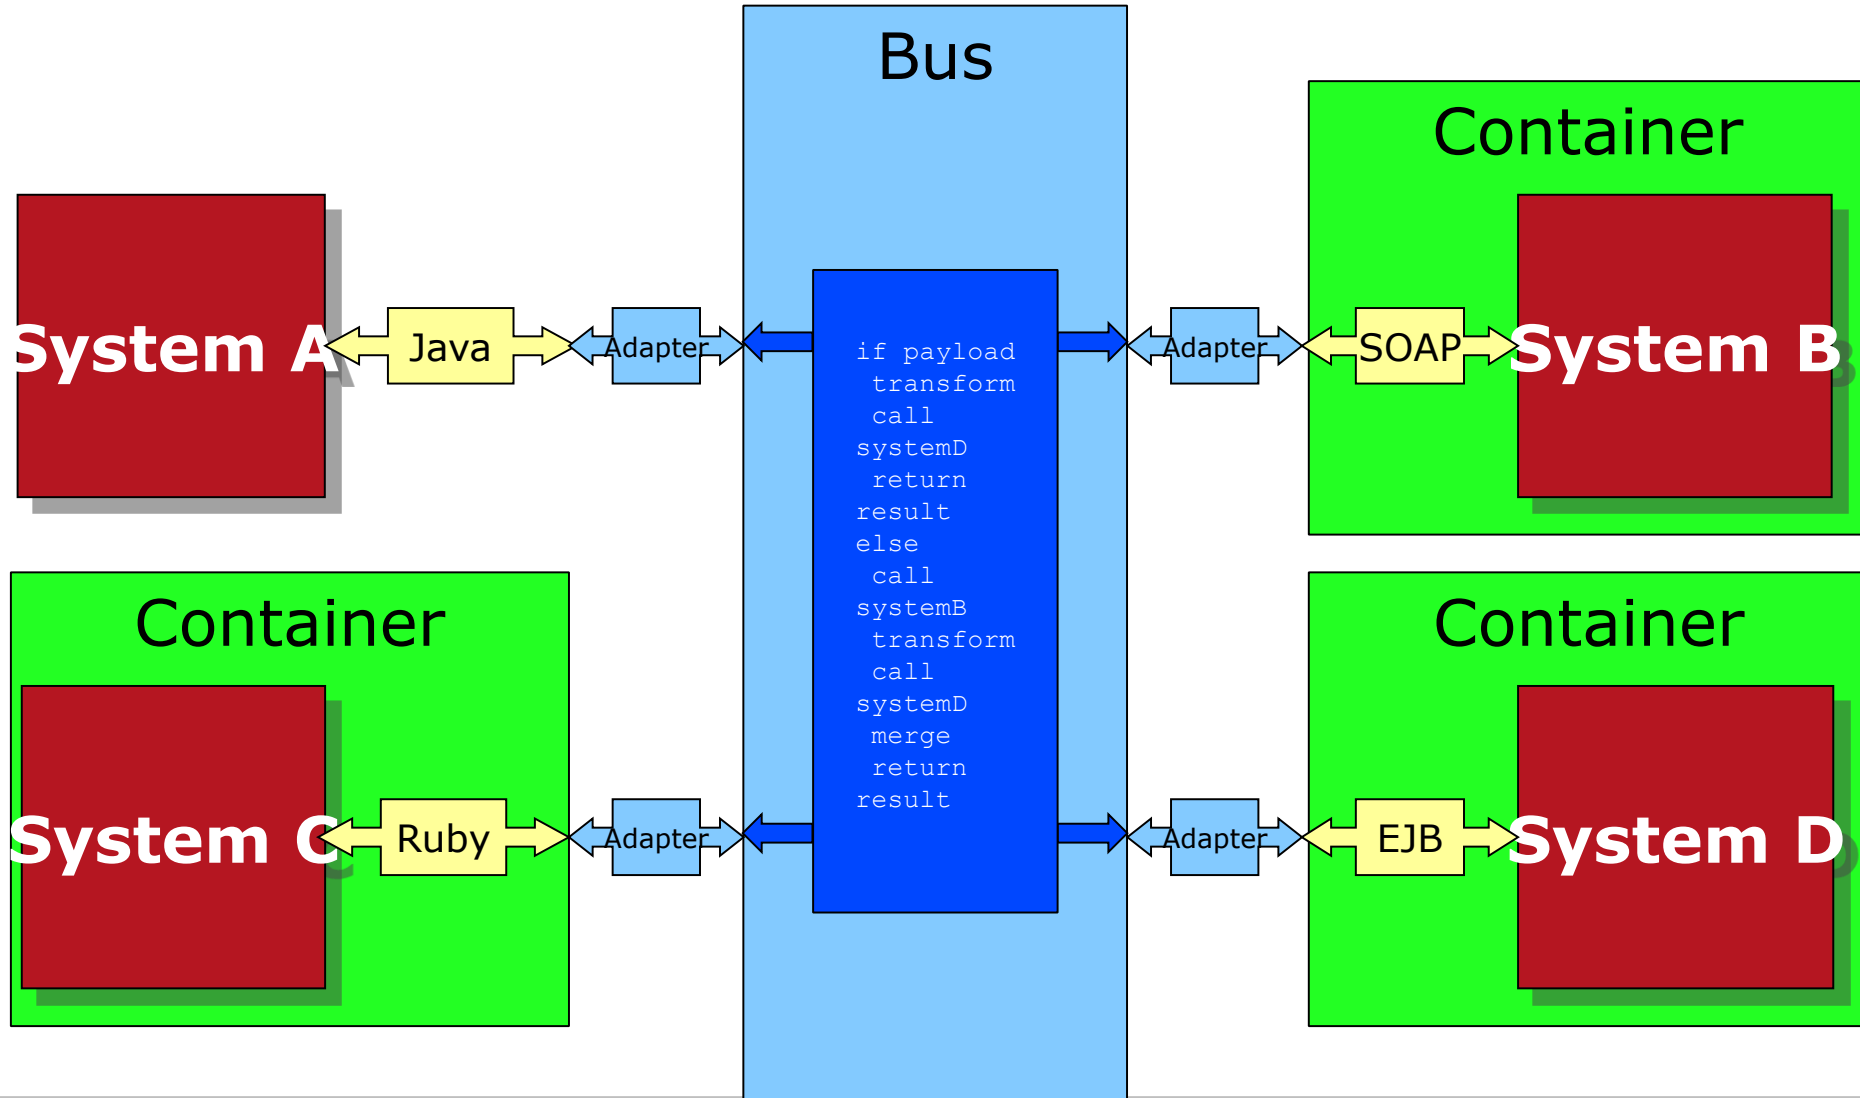 Bus
Container
System A
Java
Adapter
if payload
transform
call
systemD
return
result
else
call
systemB
transform
call
systemD
merge
return
result
Adapter
SOAP
System B
Container
System C
Ruby
Adapter
Adapter
Container
EJB
System D